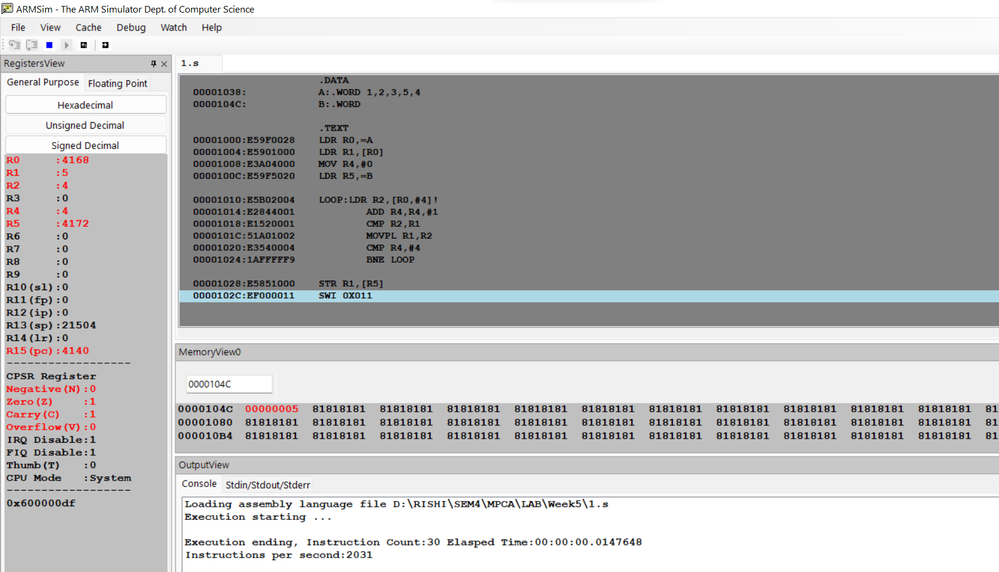 ARMSim - The ARM Simulator Dept. of Computer Science
File View Cache Debug Watch Help
RegistersView
General Purpose Floating Point
Hexadecimal
Unsigned Decimal
Signed Decimal
R0 :4168
R1 :5
R2 :4
R3 :0
R4 :4
R5 :4172
R6 :0
R7 :0
R8 :0
R9 :0
R10(sl):0
R11(fp):0
R12(ip):0
R13(sp):21504
R14(lr):0
R15(pc):4140
------------------
CPSR Register
Negative(N):0
Zero(Z) :1
Carry(C) :1
Overflow(V):0
IRQ Disable:1
FIQ Disable:1
Thumb(T) :0
CPU Mode :System
------------------
0x600000df
1.s
.DATA
00001038: A:.WORD 1,2,3,5,4
0000104C: B:.WORD
.TEXT
00001000:E59F0028 LDR R0,=A
00001004:E5901000 LDR R1,[R0]
00001008:E3A04000 MOV R4,#0
0000100C:E59F5020 LDR R5,=B
00001010:E5B02004 LOOP:LDR R2,[R0,#4]!
00001014:E2844001 ADD R4,R4,#1
00001018:E1520001 CMP R2,R1
0000101C:51A01002 MOVPL R1,R2
00001020:E3540004 CMP R4,#4
00001024:1AFFFFF9 BNE LOOP
00001028:E5851000 STR R1,[R5]
0000102C:EF000011 SWI 0X011
MemoryView0
0000104C
0000104C 00000005 81818181 81818181 81818181 81818181 81818181 81818181 81818181 81818181 81818181 81818181 81
00001080 81818181 81818181 81818181 81818181 81818181 81818181 81818181 81818181 81818181 81818181 81818181 81
000010B4 81818181 81818181 81818181 81818181 81818181 81818181 81818181 81818181 81818181 81818181 81818181 81
OutputView
Console Stdin/Stdout/Stderr
Loading assembly language file D:\RISHI\SEM4\MPCA\LAB\Week5\1.s
Execution starting ...
Execution ending, Instruction Count:30 Elasped Time:00:00:00.0147648
Instructions per second:2031